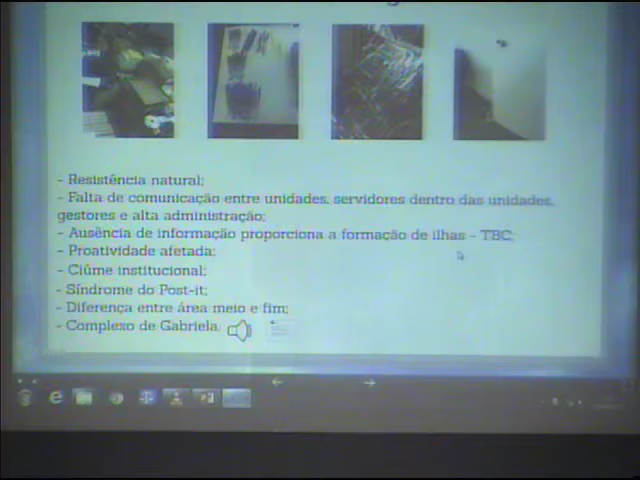 - Resistência natural;
- Falta de comunicação entre unidades, servidores dentro das unidades,
gestores e alta administração;
- Ausência de informação proporciona a formação de ilhas - TBC;
- Proatividade afetada;
- Ciúme institucional;
- Síndrome do Post-it;
- Diferença entre área meio e fim;
- Complexo de Gabriela.